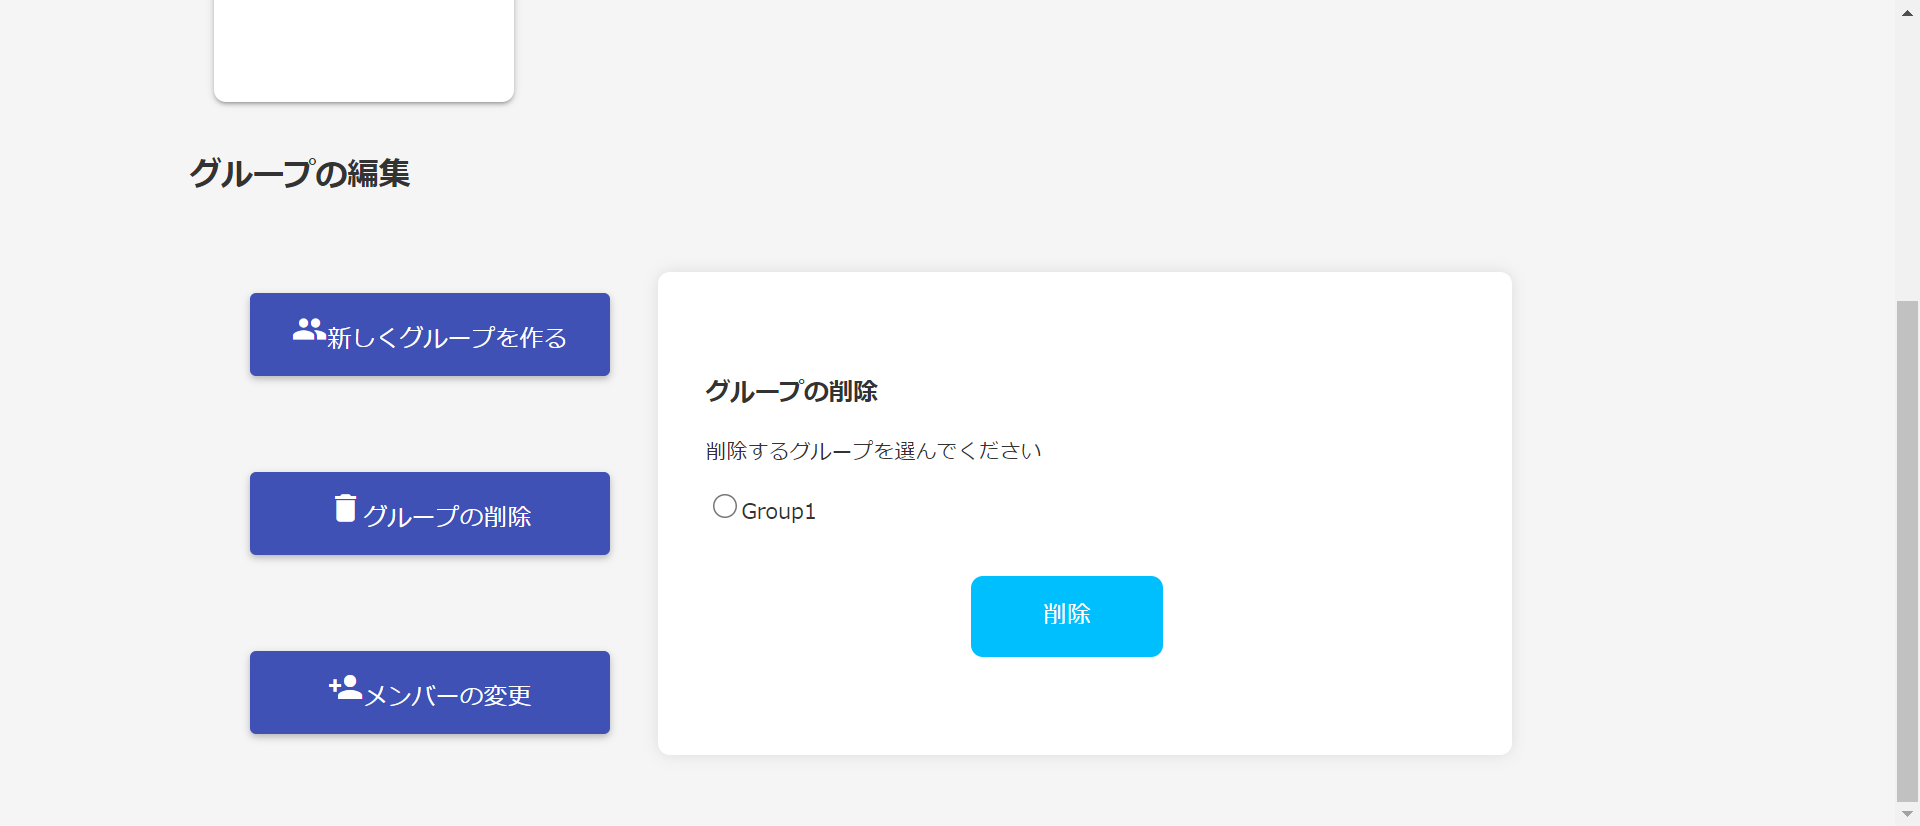 グループの編集
新しくグループを作る
グループの削除
メンバーの変更
グループの削除
削除するグループを選んでください
Group1
削除